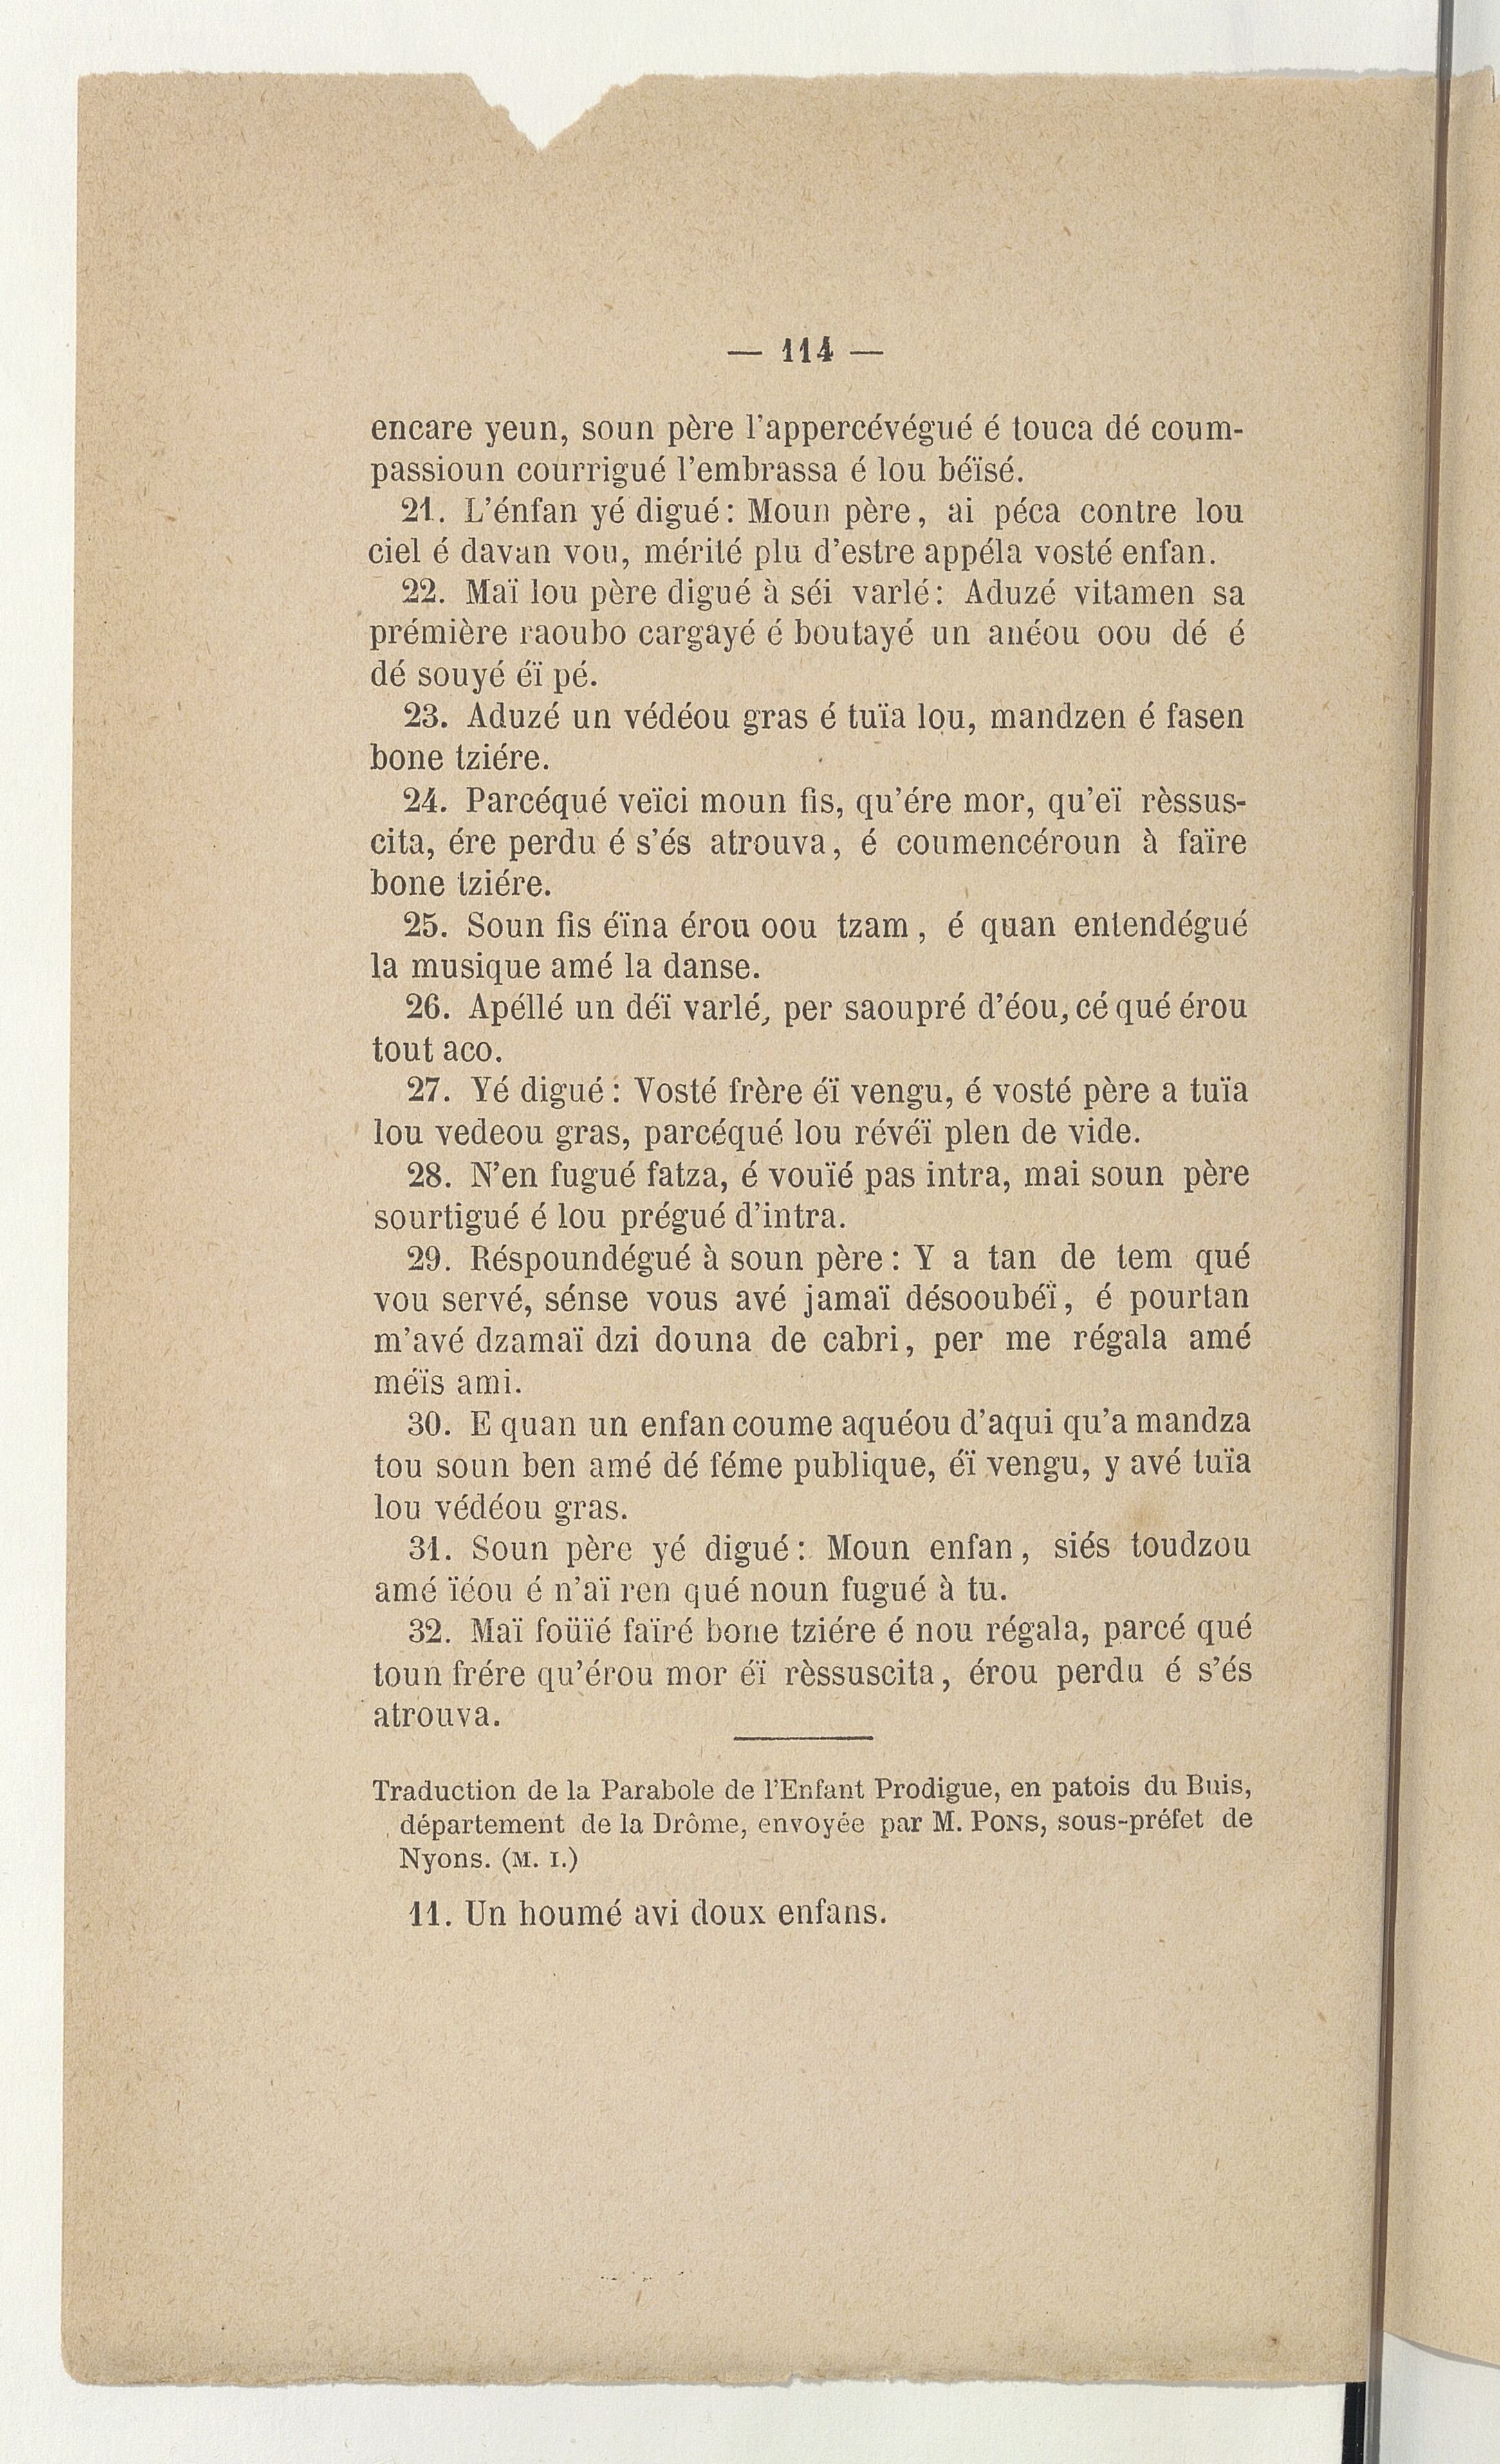 — 114 —
encare yeun, soun père l'appercévégué é touca dé coum-
passioun courrigué l'embrassa é lou béïsé.
21. L'énfan yé digué : Moun père, ai péca contre lou
ciel é davan vou, mérité plu d'estre appéla vosté enfan.
22. Maï lou père digué à séi varlé : Aduzé vitamen sa
prémière raoubo cargayé é boutayé un anéou oou dé é
dé souyé éï pé.
23. Aduzé un védéou gras é tuïa lou, mandzen é fasen
bone tziére.
24. Parcéqué veïci moun fis, qu'ére mor, qu'eï rèssus-
cita, ére perdu é s'és atrouva, é coumencéroun à faïre
bone tziére.
25. Soun fis éïna érou oou tzam, é quan entendégué
la musique amé la danse.
26. Apéllé un déï varlé, per saoupré d'éou, cé qué érou
tout aco.
27. Yé digué : Vosté frère éï vengu, é vosté père a tuïa
lou vedeou gras, parcéqué lou révéï plen de vide.
28. N'en fugué fatza, é vouïé pas intra, mai soun père
sourtigué é lou prégué d'intra.
29. Réspoundégué à soun père : Y a tan de tem qué
vou servé, sénse vous avé jamaï désooubéï, é pourtan
m'avé dzamaï dzi douna de cabri, per me régala amé
méïs ami.
30. E quan un enfan coume aquéou d'aqui qu'a mandza
tou soun ben amé dé féme publique, éï vengu, y avé tuïa
lou védéou gras.
31. Soun père yé digué : Moun enfan, siés toudzou
amé ïéou é n'aï ren qué noun fugué à tu.
32. Maï foüïé faïré bone tziére é nou régala, parcé qué
toun frére qu'érou mor éï rèssuscita, érou perdu é s'és
atrouva.
Traduction de la Parabole de l'Enfant Prodigue, en patois du Buis,
département de la Drôme, envoyée par M. PONS, sous-préfet de
Nyons. (M. I.)
11. Un houmé avi doux enfans.